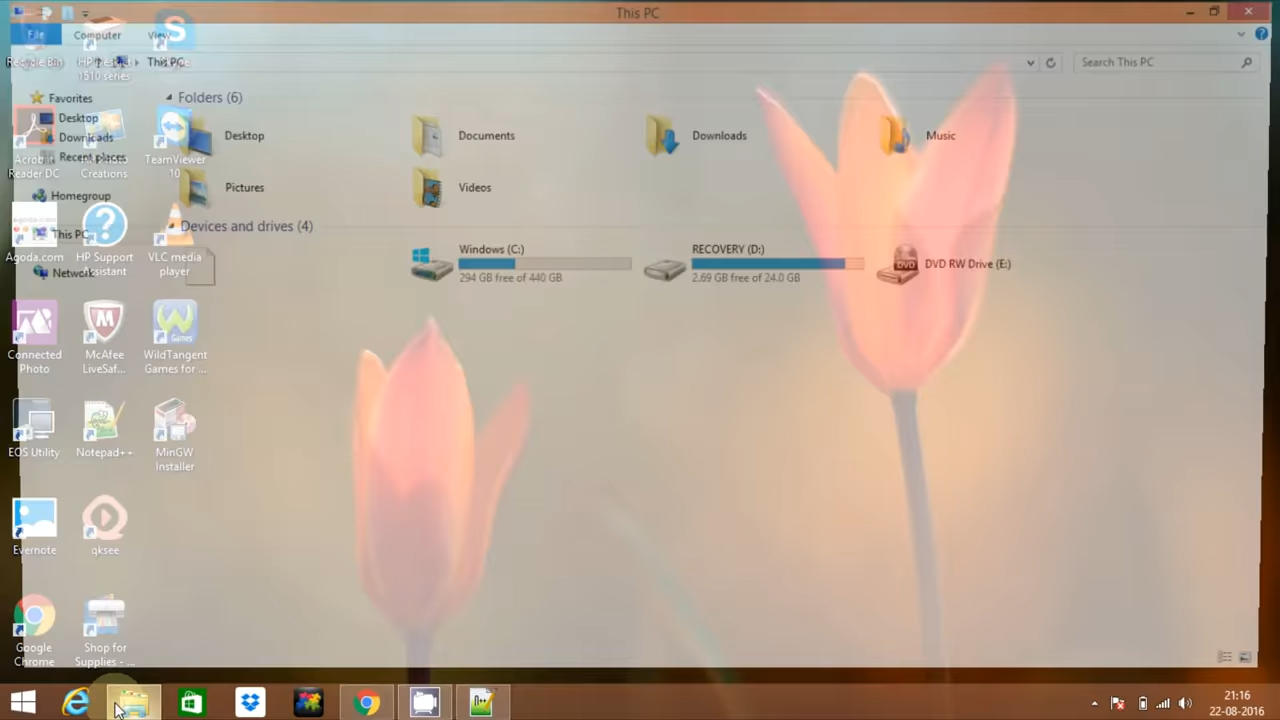 This PC
File
Computer
View
This PC
Search This PC
Recycle Bin
1510 series
Favorites
Desktop
Downloads
Recent places
Homegroup
This PC
Network
Folders (6)
Desktop
Documents
Downloads
Music
Pictures
Videos
Devices and drives (4)
Windows (C:)
294 GB free of 440 GB
RECOVERY (D:)
2.69 GB free of 24.0 GB
DVD RW Drive (E:)
DVD
Acrobat
Reader DC
Creations
TeamViewer
10
Agoda.com
HP Support
Assistant
VLC media
player
Connected
Photo
McAfee
LiveSaf...
Games
WildTangent
Games for ...
EOS Utility
Notepad++
MinGW
Installer
Evernote
qksee
Google
Chrome
Shop for
Supplies - ...
21:16
22-08-2016